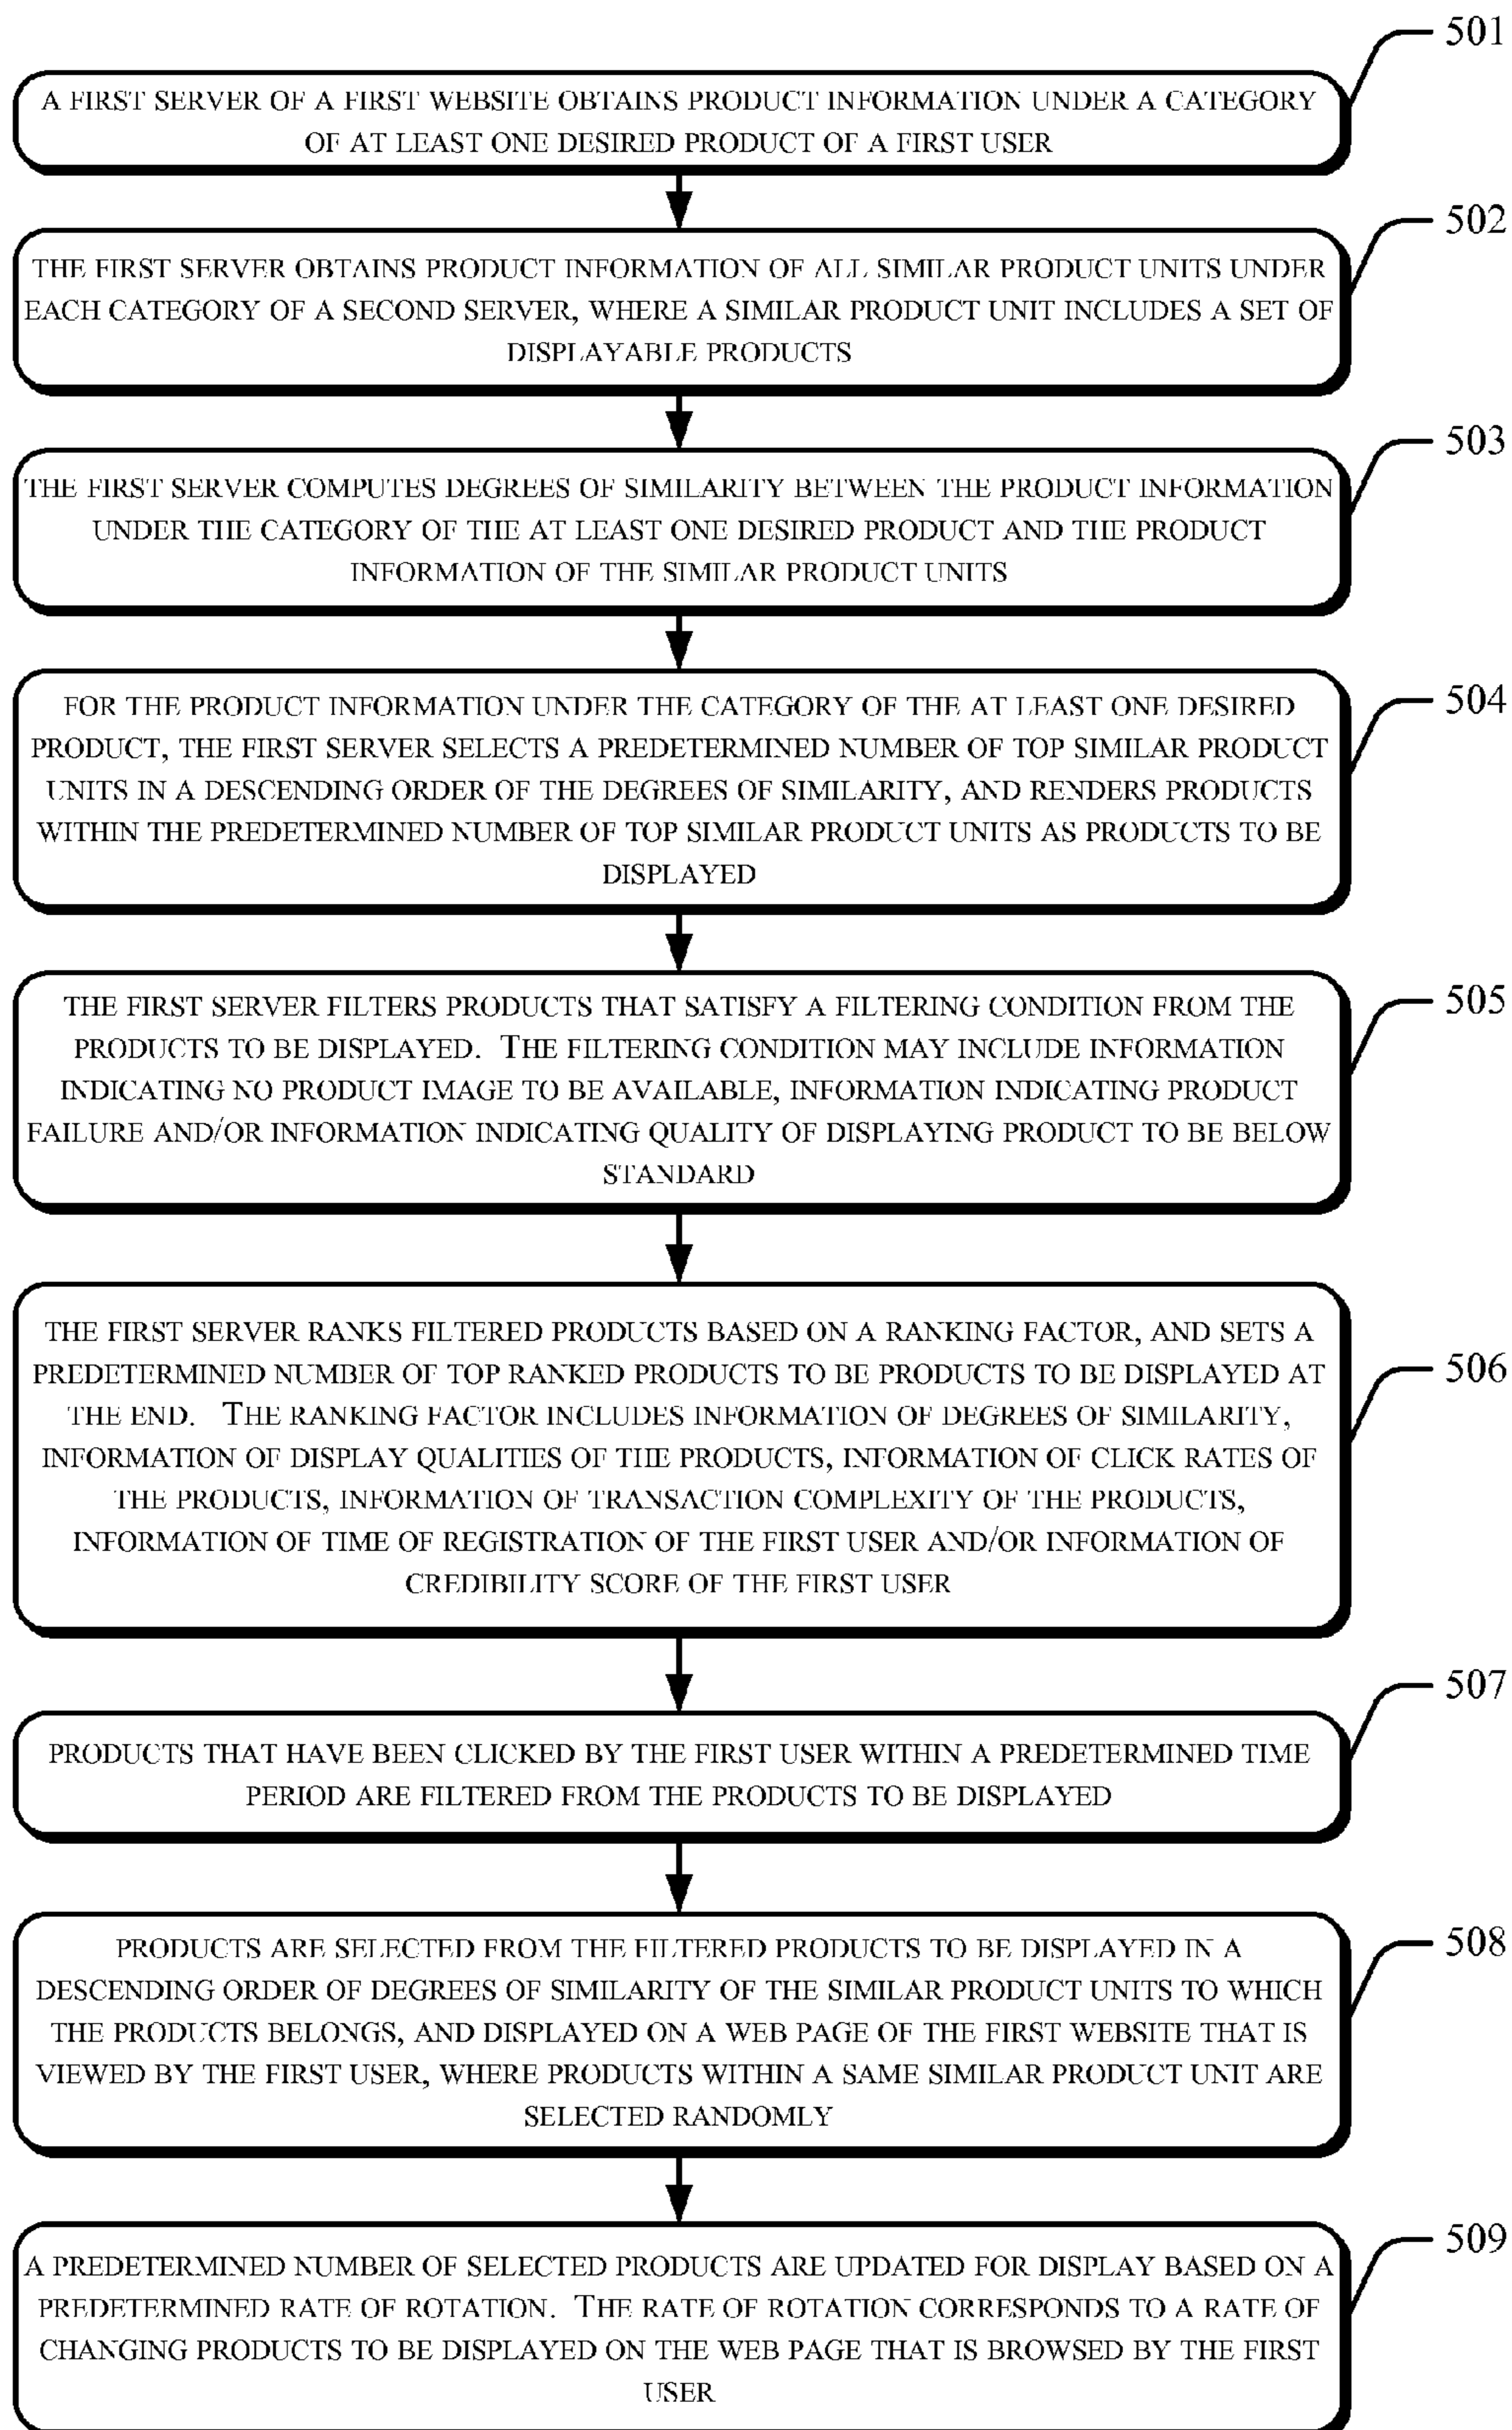 501
A FIRST SERVER OF A FIRST WEBSITE OBTAINS PRODUCT INFORMATION UNDER A CATEGORY
OF AT LEAST ONE DESIRED PRODUCT OF A FIRST USER
502
THE FIRST SERVER OBTAINS PRODUCT INFORMATION OF ALL SIMILAR PRODUCT UNITS UNDER
EACH CATEGORY OF A SECOND SERVER, WHERE A SIMILAR PRODUCT UNIT INCLUDES A SET OF
DISPLAYABLE PRODUCTS
503
THE FIRST SERVER COMPUTES DEGREES OF SIMILARITY BETWEEN THE PRODUCT INFORMATION
UNDER THE CATEGORY OF THE AT LEAST ONE DESIRED PRODUCT AND THE PRODUCT
INFORMATION OF THE SIMILAR PRODUCT UNITS
504
FOR THE PRODUCT INFORMATION UNDER THE CATEGORY OF THE AT LEAST ONE DESIRED
PRODUCT, THE FIRST SERVER SELECTS A PREDETERMINED NUMBER OF TOP SIMILAR PRODUCT
UNITS IN A DESCENDING ORDER OF THE DEGREES OF SIMILARITY, AND RENDERS PRODUCTS
WITHIN THE PREDETERMINED NUMBER OF TOP SIMILAR PRODUCT UNITS AS PRODUCTS TO BE
DISPLAYED
505
THE FIRST SERVER FILTERS PRODUCTS THAT SATISFY A FILTERING CONDITION FROM THE
PRODUCTS TO BE DISPLAYED. THE FILTERING CONDITION MAY INCLUDE INFORMATION
INDICATING NO PRODUCT IMAGE TO BE AVAILABLE, INFORMATION INDICATING PRODUCT
FAILURE AND/OR INFORMATION INDICATING QUALITY OF DISPLAYING PRODUCT TO BE BELOW
STANDARD
506
THE FIRST SERVER RANKS FILTERED PRODUCTS BASED ON A RANKING FACTOR, AND SETS A
PREDETERMINED NUMBER OF TOP RANKED PRODUCTS TO BE PRODUCTS TO BE DISPLAYED AT
THE END. THE RANKING FACTOR INCLUDES INFORMATION OF DEGREES OF SIMILARITY,
INFORMATION OF DISPLAY QUALITIES OF THE PRODUCTS, INFORMATION OF CLICK RATES OF
THE PRODUCTS, INFORMATION OF TRANSACTION COMPLEXITY OF THE PRODUCTS,
INFORMATION OF TIME OF REGISTRATION OF THE FIRST USER AND/OR INFORMATION OF
CREDIBILITY SCORE OF THE FIRST USER
507
PRODUCTS THAT HAVE BEEN CLICKED BY THE FIRST USER WITHIN A PREDETERMINED TIME
PERIOD ARE FILTERED FROM THE PRODUCTS TO BE DISPLAYED
508
PRODUCTS ARE SELECTED FROM THE FILTERED PRODUCTS TO BE DISPLAYED IN A
DESCENDING ORDER OF DEGREES OF SIMILARITY OF THE SIMILAR PRODUCT UNITS TO WHICH
THE PRODUCTS BELONGS, AND DISPLAYED ON A WEB PAGE OF THE FIRST WEBSITE THAT IS
VIEWED BY THE FIRST USER, WHERE PRODUCTS WITHIN A SAME SIMILAR PRODUCT UNIT ARE
SELECTED RANDOMLY
509
A PREDETERMINED NUMBER OF SELECTED PRODUCTS ARE UPDATED FOR DISPLAY BASED ON A
PREDETERMINED RATE OF ROTATION. THE RATE OF ROTATION CORRESPONDS TO A RATE OF
CHANGING PRODUCTS TO BE DISPLAYED ON THE WEB PAGE THAT IS BROWSED BY THE FIRST
USER